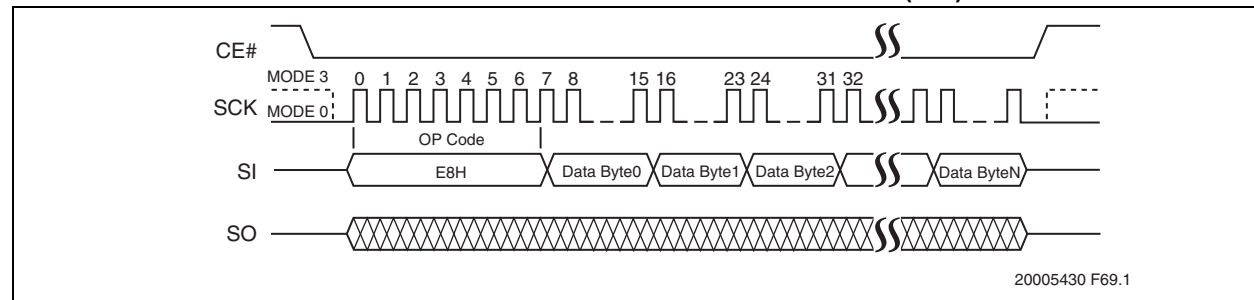 CE#
MODE 3 0 1 2 3 4 5 6 7 8 15 16 23 24 31 32
SCK MODE 0
OP Code
SI E8H Data Byte0 Data Byte1 Data Byte2 Data ByteN
SO
20005430 F69.1